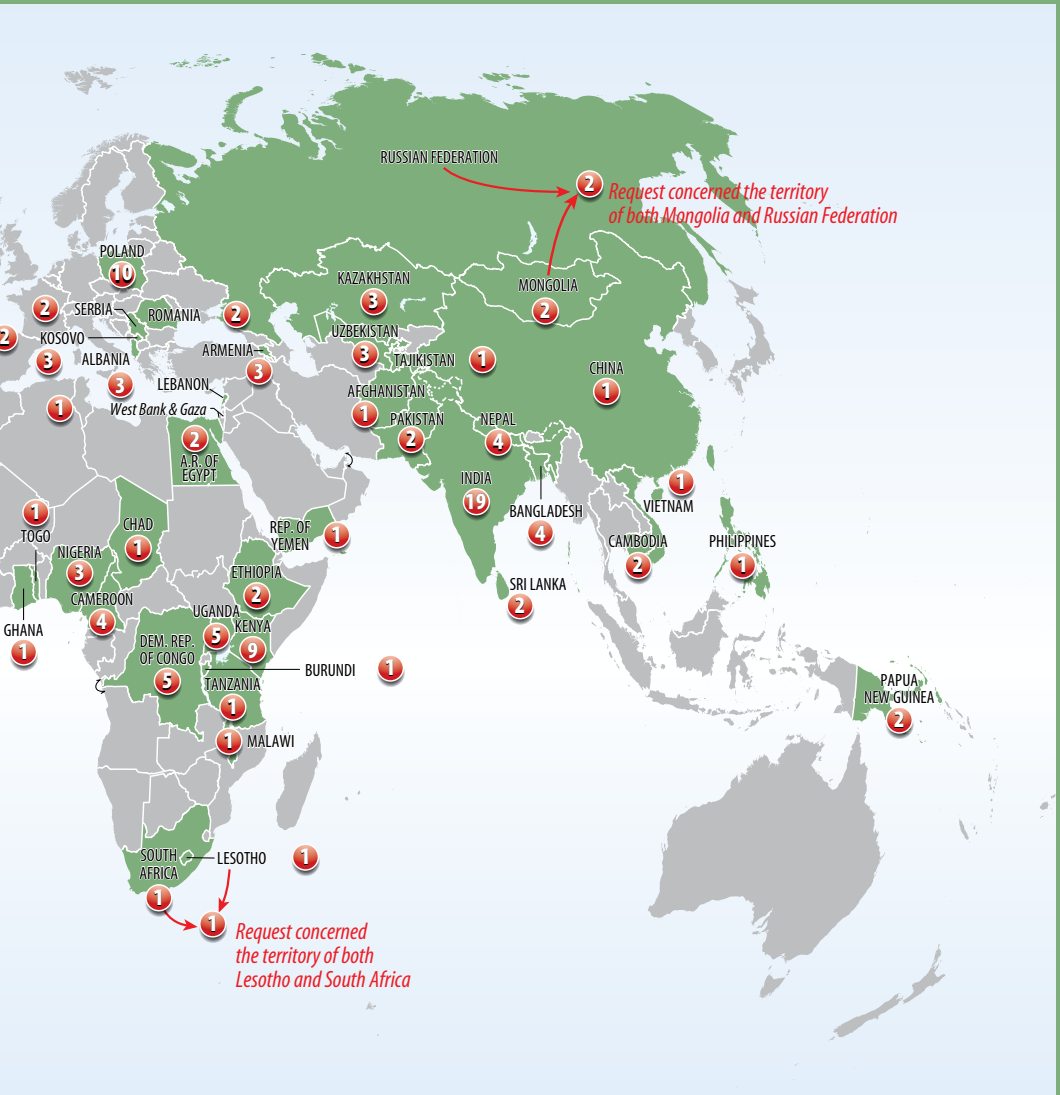 RUSSIAN FEDERATION
2
Request concerned the territory
of both Mongolia and Russian Federation
POLAND
10
KAZAKHSTAN
3
MONGOLIA
2
2
SERBIA
ROMANIA
2
UZBEKISTAN
3
2
KOSOVO
3
ALBANIA
3
ARMENIA
3
TAJIKISTAN
1
CHINA
1
LEBANON
West Bank & Gaza
1
AFGHANISTAN
1
PAKISTAN
2
NEPAL
4
2
A.R. OF
EGYPT
INDIA
19
BANGLADESH
4
1
VIETNAM
1
TOGO
CHAD
1
REP. OF
YEMEN
1
CAMBODIA
2
PHILIPPINES
1
NIGERIA
3
ETHIOPIA
2
SRI LANKA
2
CAMEROON
4
UGANDA
5
KENYA
9
GHANA
1
DEM. REP.
OF CONGO
5
BURUNDI
1
TANZANIA
1
PAPUA
NEW GUINEA
2
1
MALAWI
SOUTH
AFRICA
1
LESOTHO
1
1
Request concerned
the territory of both
Lesotho and South Africa